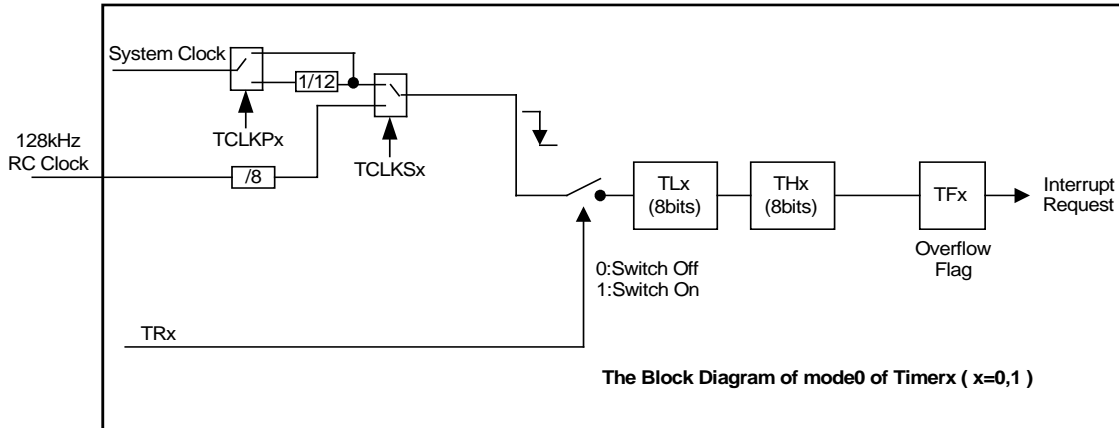 System Clock
1/12
TCLKPx
128kHz
RC Clock
/8
TCLKSx
TLx
(8bits)
THx
(8bits)
TFx
Interrupt
Request
Overflow
Flag
0:Switch Off
1:Switch On
TRx
The Block Diagram of mode0 of Timerx ( x=0,1 )